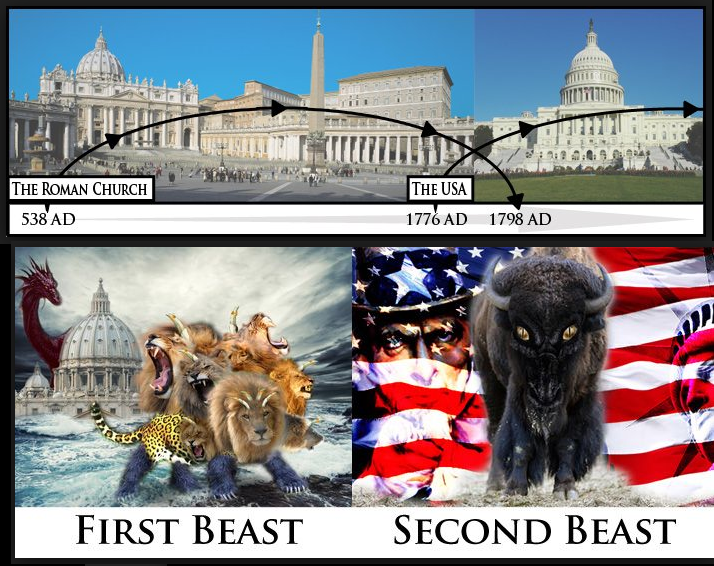 The Roman Church
The USA
538 AD
1776 AD
1798 AD
First Beast
Second Beast